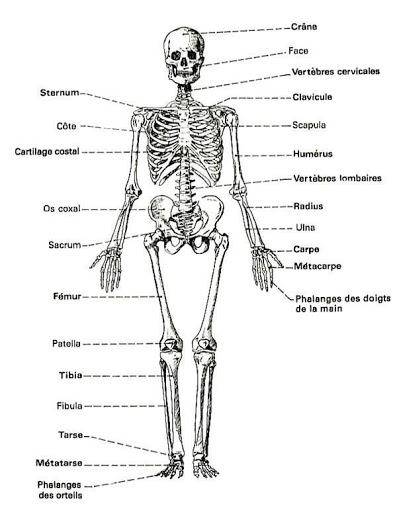 Crâne
Face
Vertèbres cervicales
Sternum
Clavicule
Côte
Scapula
Cartilage costal
Humérus
Vertèbres lombaires
Os coxal
Radius
Ulna
Sacrum
Carpe
Métacarpe
Fémur
Phalanges des doigts
de la main
Patella
Tibia
Fibula
Tarse
Métatarse
Phalanges
des orteils